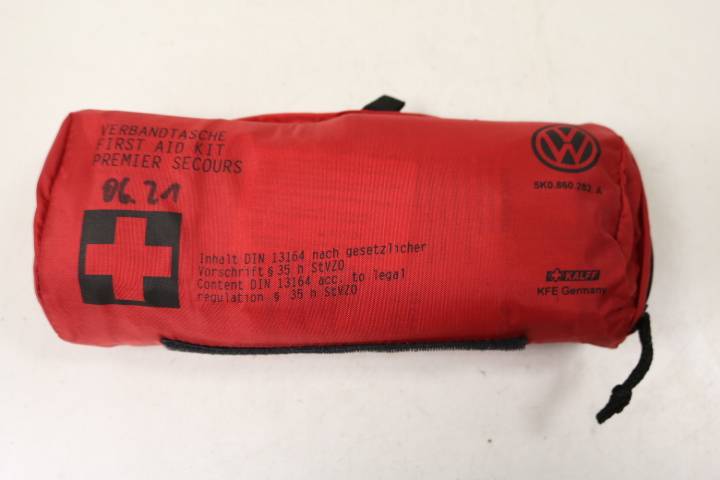 VERBANDTASCHE
FIRST AID KIT
PREMIER SECOURS
06.21
Inhalt DIN 13164 nach gesetzlicher
Vorschrift § 35 h StVZO
Content DIN 13164 acc. to legal
regulation § 35 h StVZO
VW
5K0.860.282 A
KALFF
KFE Germany